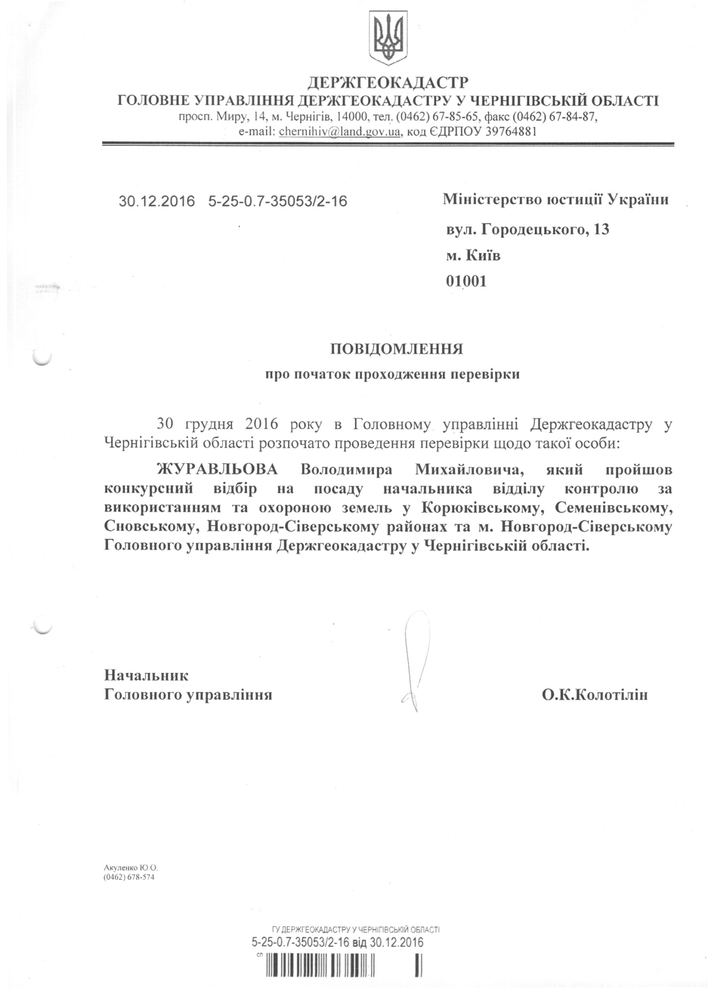 ДЕРЖГЕОКАДАСТР
ГОЛОВНЕ УПРАВЛІННЯ ДЕРЖГЕОКАДАСТРУ У ЧЕРНІГІВСЬКІЙ ОБЛАСТІ
просп. Миру, 14, м. Чернігів, 14000, тел. (0462) 67-85-65, факс (0462) 67-84-87,
e-mail: chernihiv@land.gov.ua, код ЄДРПОУ 39764881
30.12.2016 5-25-0.7-35053/2-16
Міністерство юстиції України
вул. Городецького, 13
м. Київ
01001
ПОВІДОМЛЕННЯ
про початок проходження перевірки
30 грудня 2016 року в Головному управлінні Держгеокадастру у
Чернігівській області розпочато проведення перевірки щодо такої особи:
ЖУРАВЛЬОВА Володимира Михайловича, який пройшов
конкурсний відбір на посаду начальника відділу контролю за
використанням та охороною земель у Корюківському, Семенівському,
Сновському, Новгород-Сіверському районах та м. Новгород-Сіверському
Головного управління Держгеокадастру у Чернігівській області.
Начальник
Головного управління
О.К.Колотілін
Акуленко Ю.О.
(0462) 678-574
ГУ ДЕРЖГЕОКАДАСТРУ У ЧЕРНІГІВСЬКІЙ ОБЛАСТІ
5-25-0.7-35053/2-16 від 30.12.2016
СП